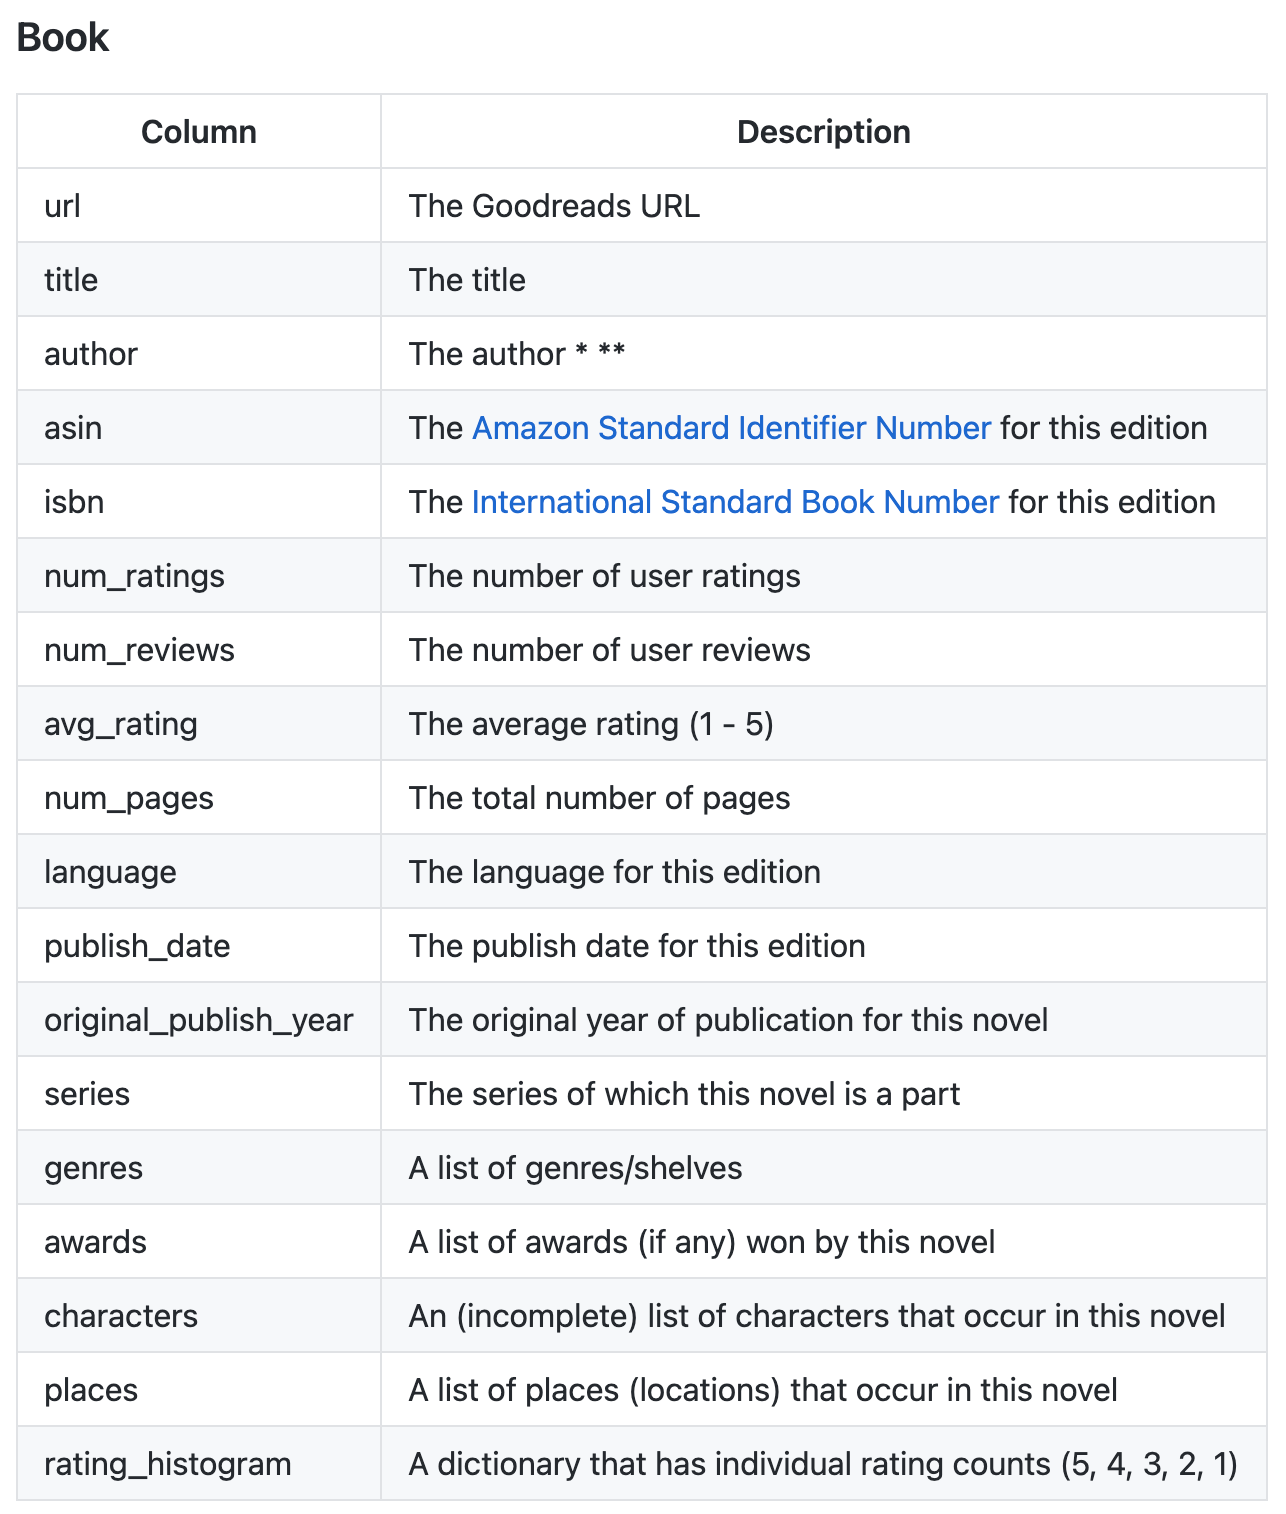 Book
Column Description
url The Goodreads URL
title The title
author The author * **
asin The Amazon Standard Identifier Number for this edition
isbn The International Standard Book Number for this edition
num_ratings The number of user ratings
num_reviews The number of user reviews
avg_rating The average rating (1 - 5)
num_pages The total number of pages
language The language for this edition
publish_date The publish date for this edition
original_publish_year The original year of publication for this novel
series The series of which this novel is a part
genres A list of genres/shelves
awards A list of awards (if any) won by this novel
characters An (incomplete) list of characters that occur in this novel
places A list of places (locations) that occur in this novel
rating_histogram A dictionary that has individual rating counts (5, 4, 3, 2, 1)